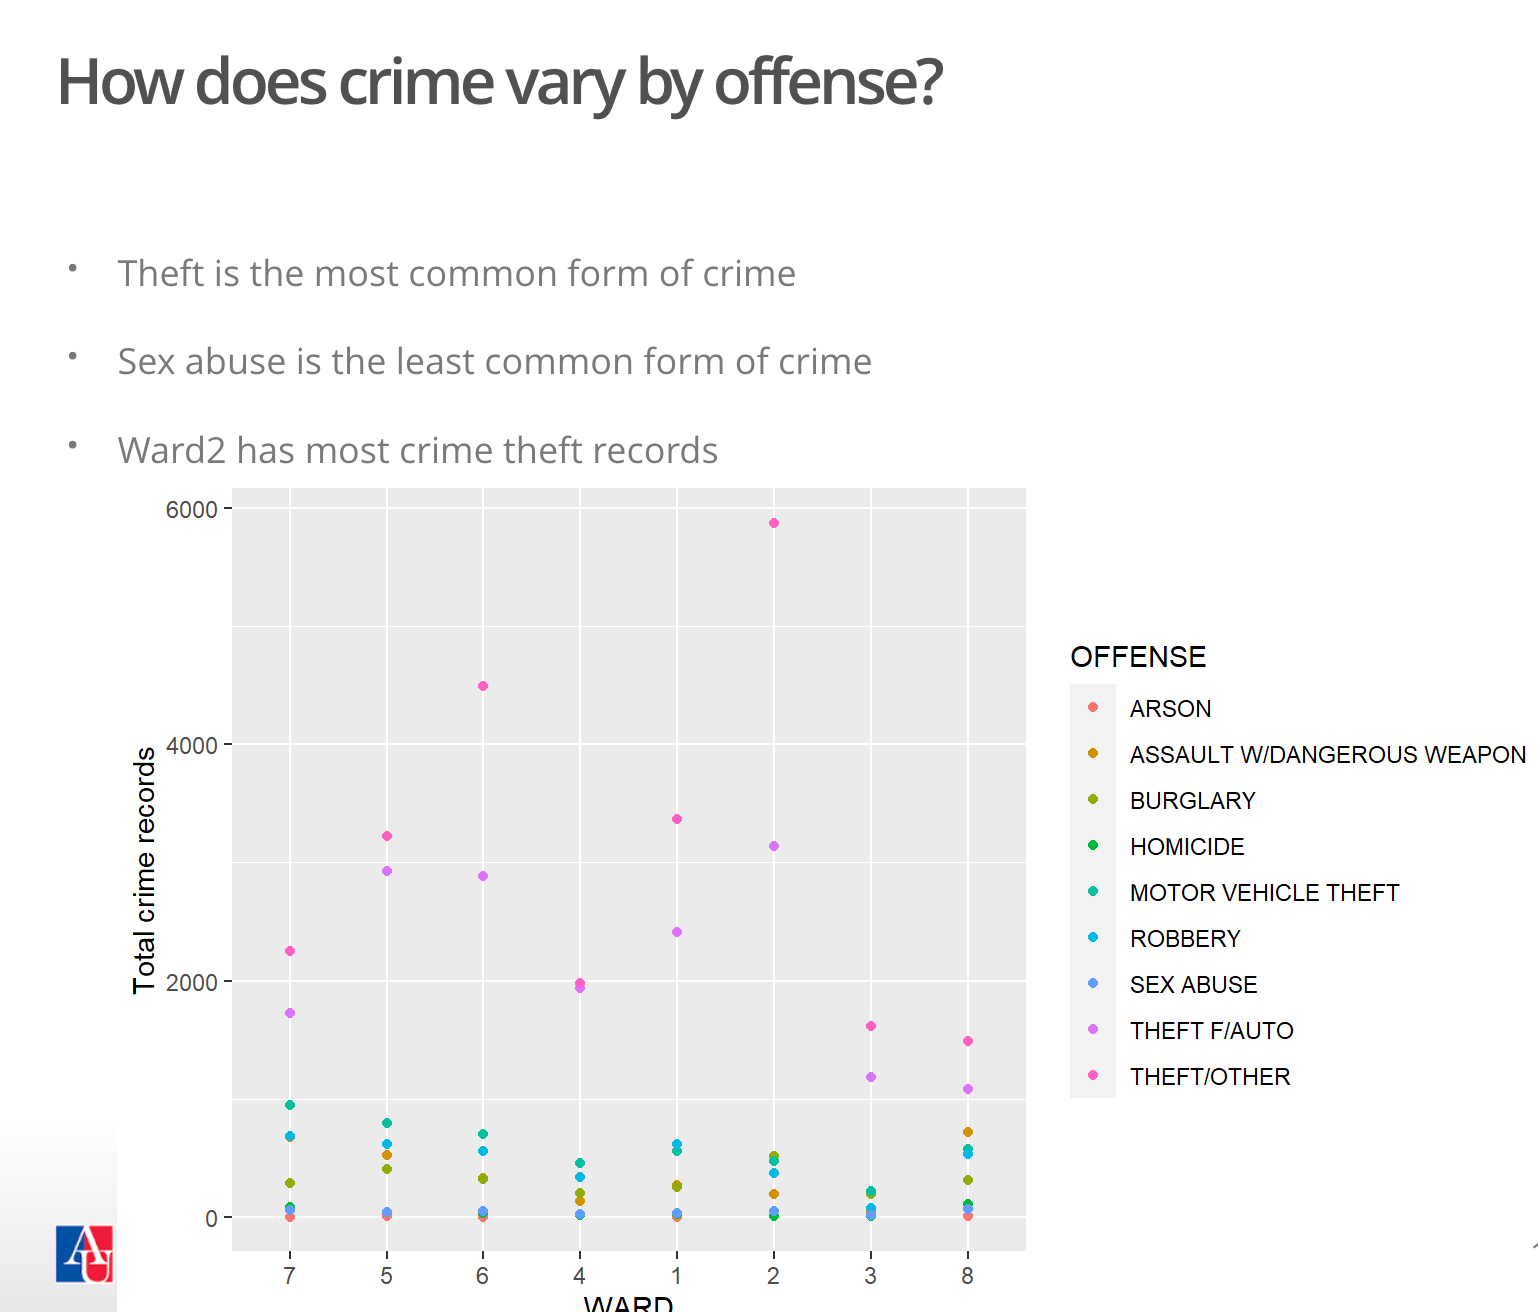 How does crime vary by offense?
• Theft is the most common form of crime
• Sex abuse is the least common form of crime
• Ward2 has most crime theft records
6000
4000
2000
0
Total crime records
7 5 6 4 1 2 3 8
WARD
OFFENSE
ARSON
ASSAULT W/DANGEROUS WEAPON
BURGLARY
HOMICIDE
MOTOR VEHICLE THEFT
ROBBERY
SEX ABUSE
THEFT F/AUTO
THEFT/OTHER
AU